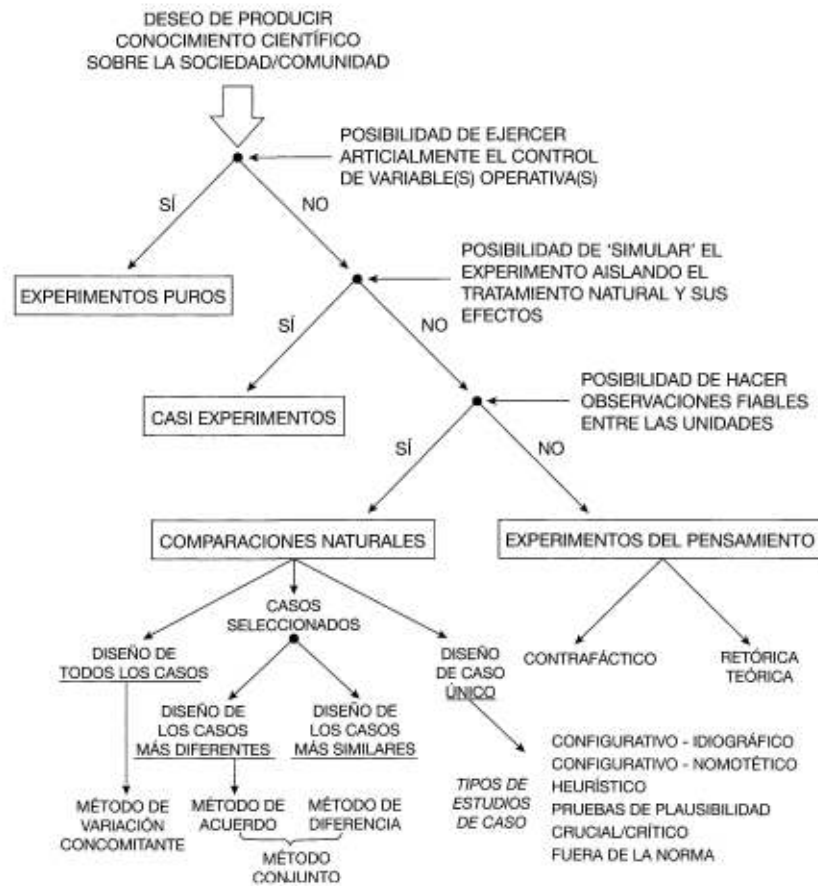 DESEO DE PRODUCIR
CONOCIMIENTO CIENTÍFICO
SOBRE LA SOCIEDAD/COMUNIDAD
POSIBILIDAD DE EJERCER
ARTICIALMENTE EL CONTROL
DE VARIABLE(S) OPERATIVA(S)
SÍ
NO
EXPERIMENTOS PUROS
POSIBILIDAD DE 'SIMULAR' EL
EXPERIMENTO AISLANDO EL
TRATAMIENTO NATURAL Y SUS
EFECTOS
SÍ
NO
CASI EXPERIMENTOS
POSIBILIDAD DE HACER
OBSERVACIONES FIABLES
ENTRE LAS UNIDADES
SÍ
NO
COMPARACIONES NATURALES
EXPERIMENTOS DEL PENSAMIENTO
DISEÑO DE
TODOS LOS CASOS
CASOS
SELECCIONADOS
DISEÑO
DE CASO
ÚNICO
CONTRAFÁCTICO
RETÓRICA
TEÓRICA
DISEÑO DE
LOS CASOS
MÁS DIFERENTES
DISEÑO DE
LOS CASOS
MÁS SIMILARES
MÉTODO DE
VARIACIÓN
CONCOMITANTE
MÉTODO DE
ACUERDO
MÉTODO DE
DIFERENCIA
MÉTODO
CONJUNTO
TIPOS DE
ESTUDIOS
DE CASO
CONFIGURATIVO - IDIOGRÁFICO
CONFIGURATIVO - NOMOTÉTICO
HEURÍSTICO
PRUEBAS DE PLAUSIBILIDAD
CRUCIAL/CRÍTICO
FUERA DE LA NORMA